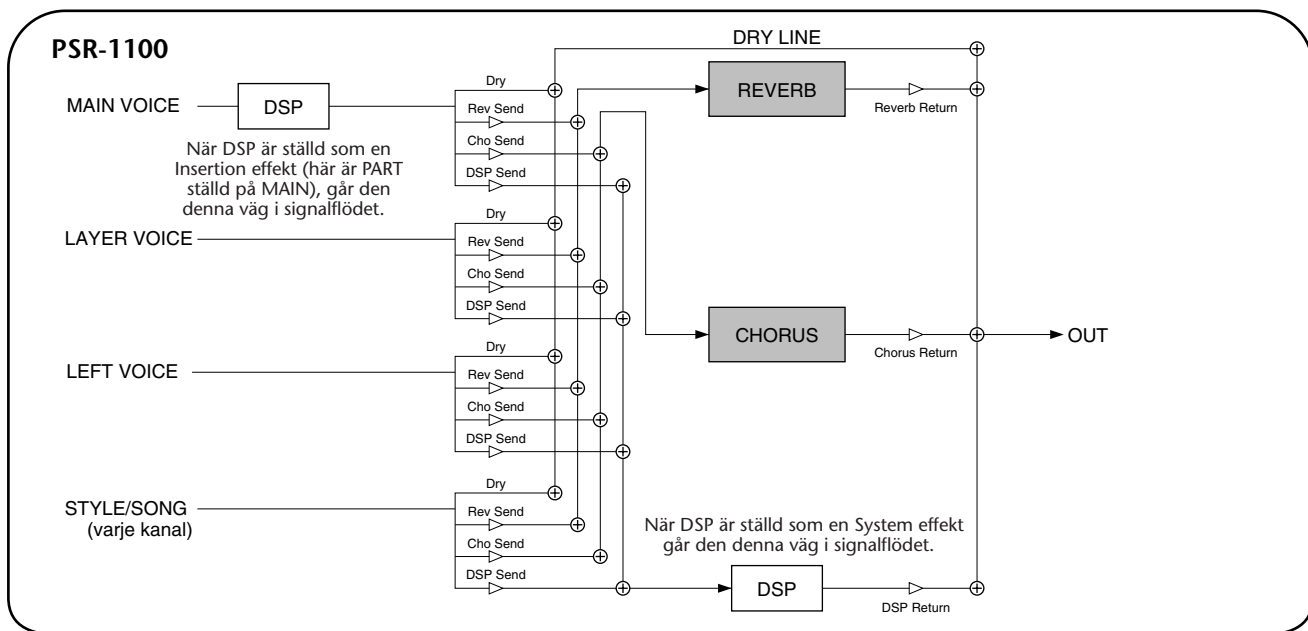 PSR-1100
DRY LINE
MAIN VOICE
DSP
Dry
Rev Send
Cho Send
DSP Send
REVERB
Reverb Return
När DSP är ställd som en
Insertion effekt (här är PART
ställd på MAIN), går den
denna väg i signalflödet.
LAYER VOICE
Dry
Rev Send
Cho Send
DSP Send
CHORUS
Chorus Return
OUT
LEFT VOICE
Dry
Rev Send
Cho Send
DSP Send
STYLE/SONG
(varje kanal)
Dry
Rev Send
Cho Send
DSP Send
När DSP är ställd som en System effekt
går den denna väg i signalflödet.
DSP
DSP Return